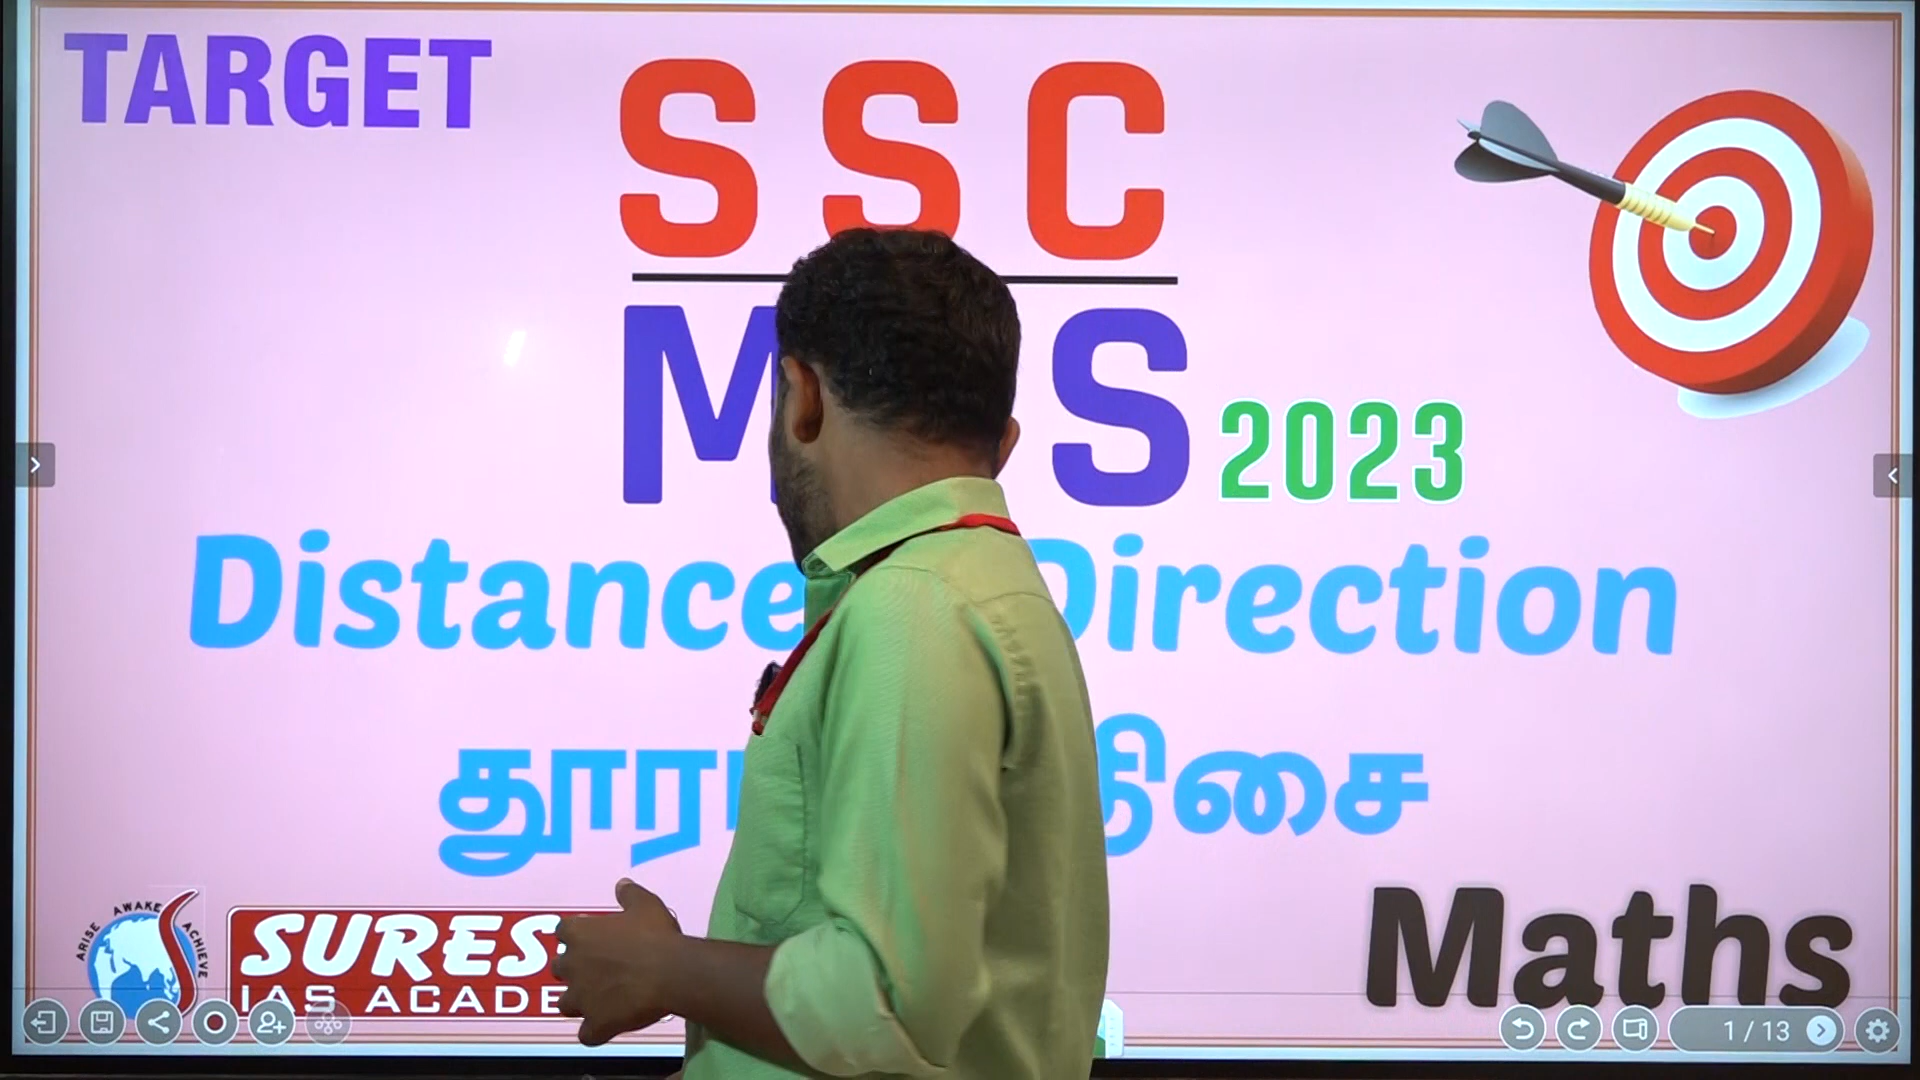 TARGET
SSC
M S 2023
Distance Direction
திசை
ARISE AWAKE ACHIEVE
SURES
IAS ACADE
Maths
1 / 13